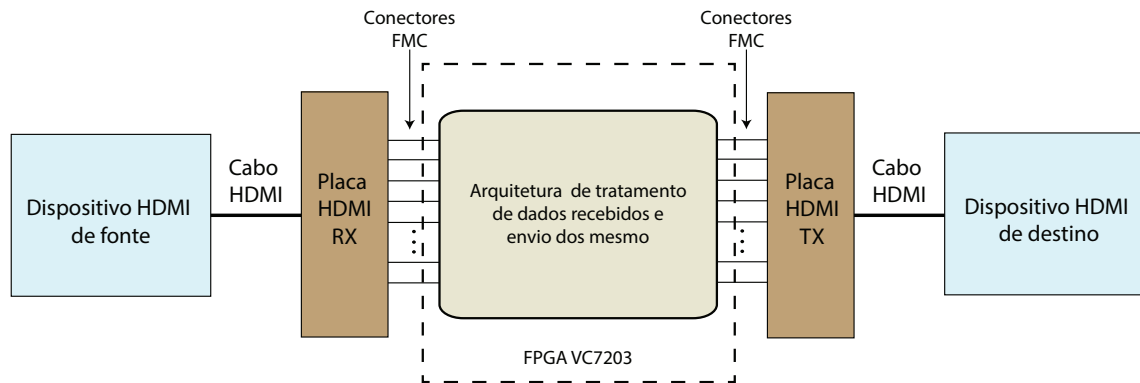 Conectores
FMC
Conectores
FMC
Dispositivo HDMI
de fonte
Cabo
HDMI
Placa
HDMI
RX
Arquitetura de tratamento
de dados recebidos e
envio dos mesmo
Placa
HDMI
TX
Cabo
HDMI
Dispositivo HDMI
de destino
FPGA VC7203